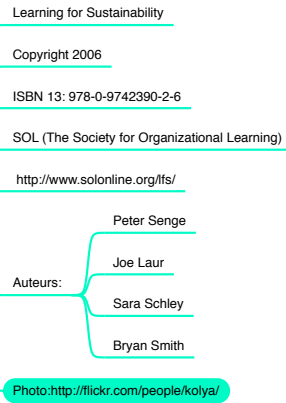 Learning for Sustainability
Copyright 2006
ISBN 13: 978-0-9742390-2-6
SOL (The Society for Organizational Learning)
http://www.solonline.org/lfs/
Auteurs:
Peter Senge
Joe Laur
Sara Schley
Bryan Smith
Photo:http://flickr.com/people/kolya/